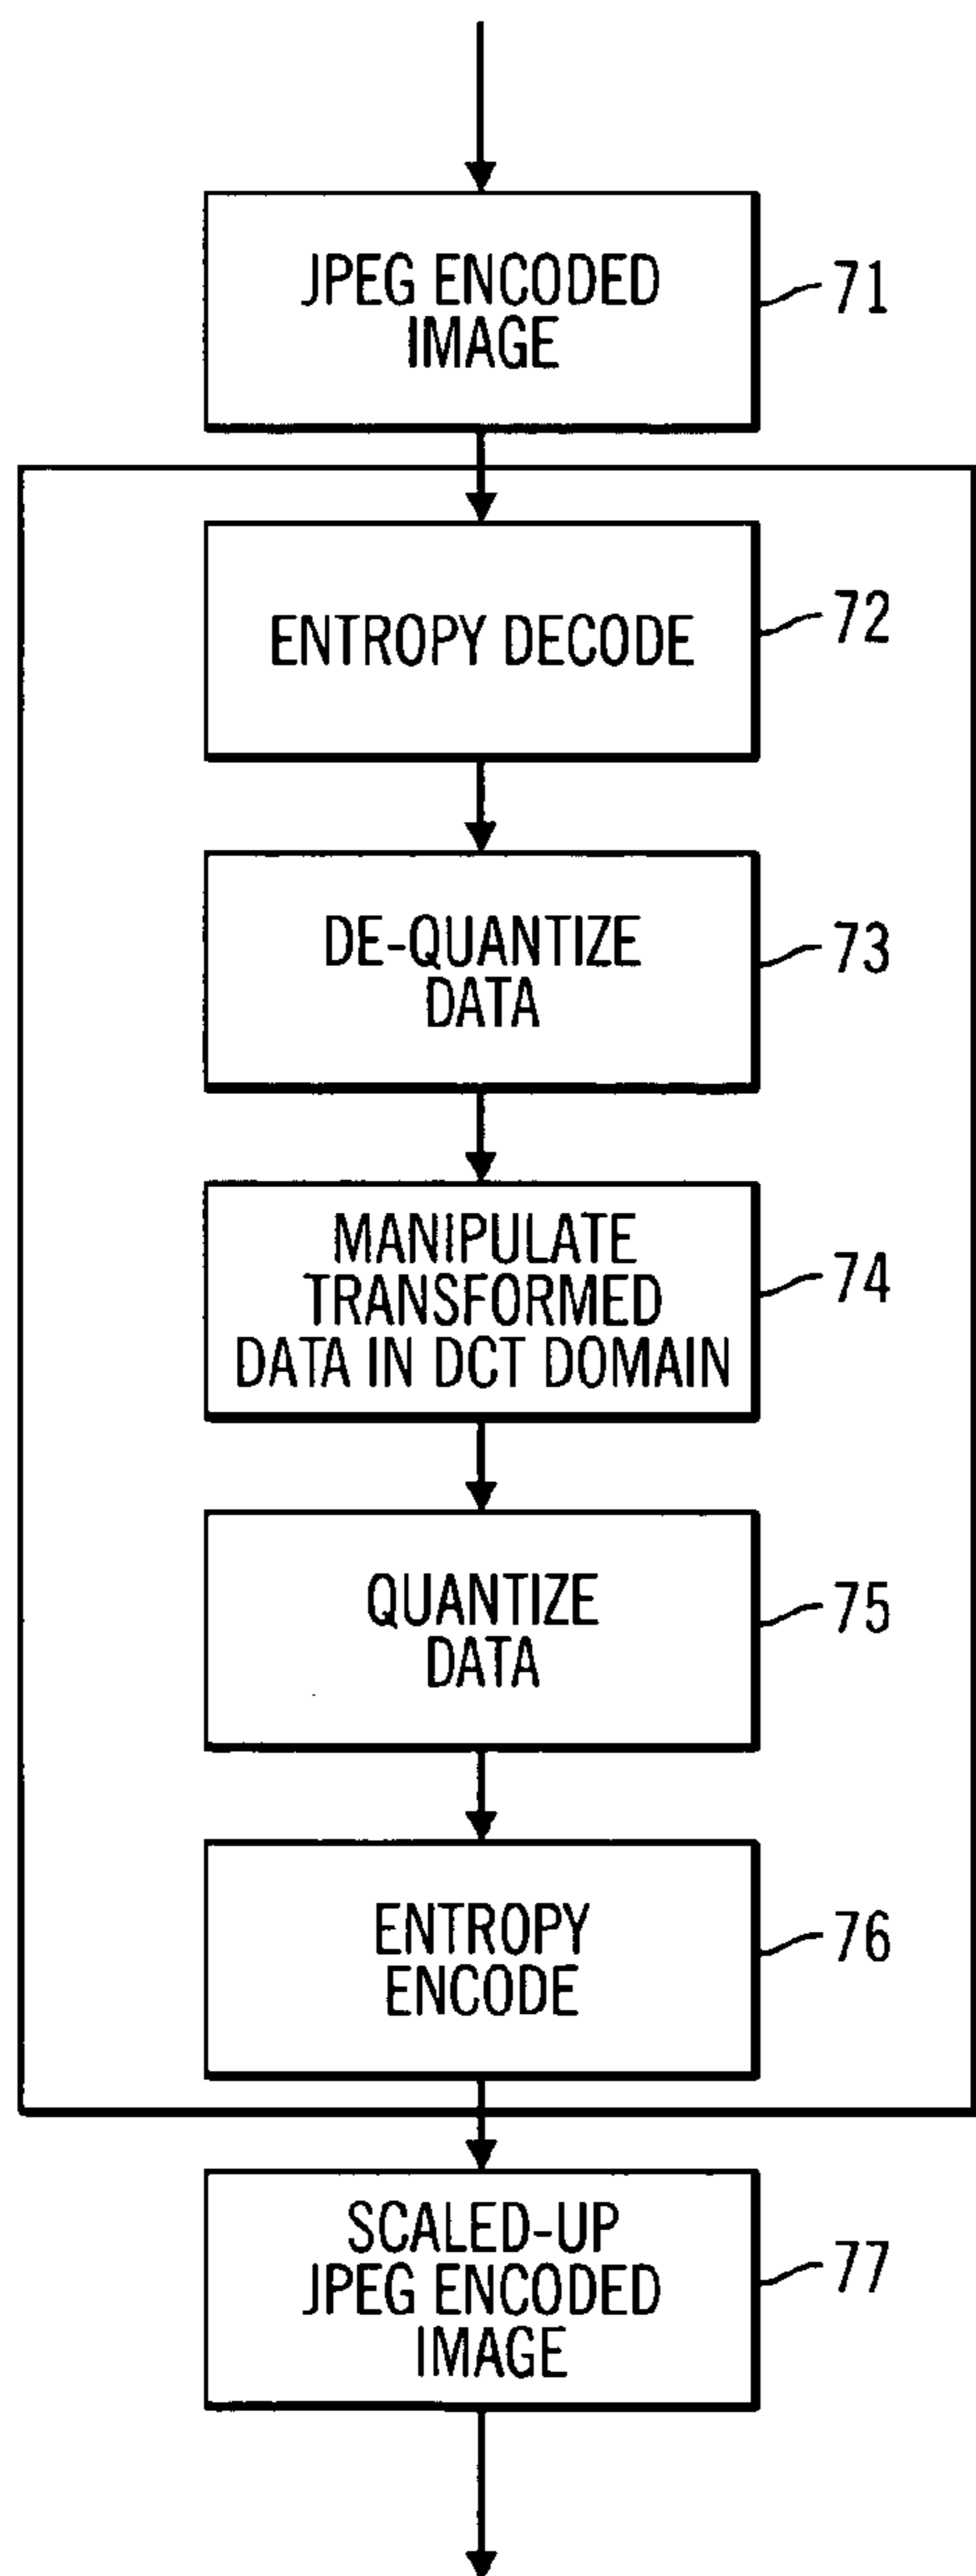 JPEG ENCODED
IMAGE
71
ENTROPY DECODE
72
DE-QUANTIZE
DATA
73
MANIPULATE
TRANSFORMED
DATA IN DCT DOMAIN
74
QUANTIZE
DATA
75
ENTROPY
ENCODE
76
SCALED-UP
JPEG ENCODED
IMAGE
77